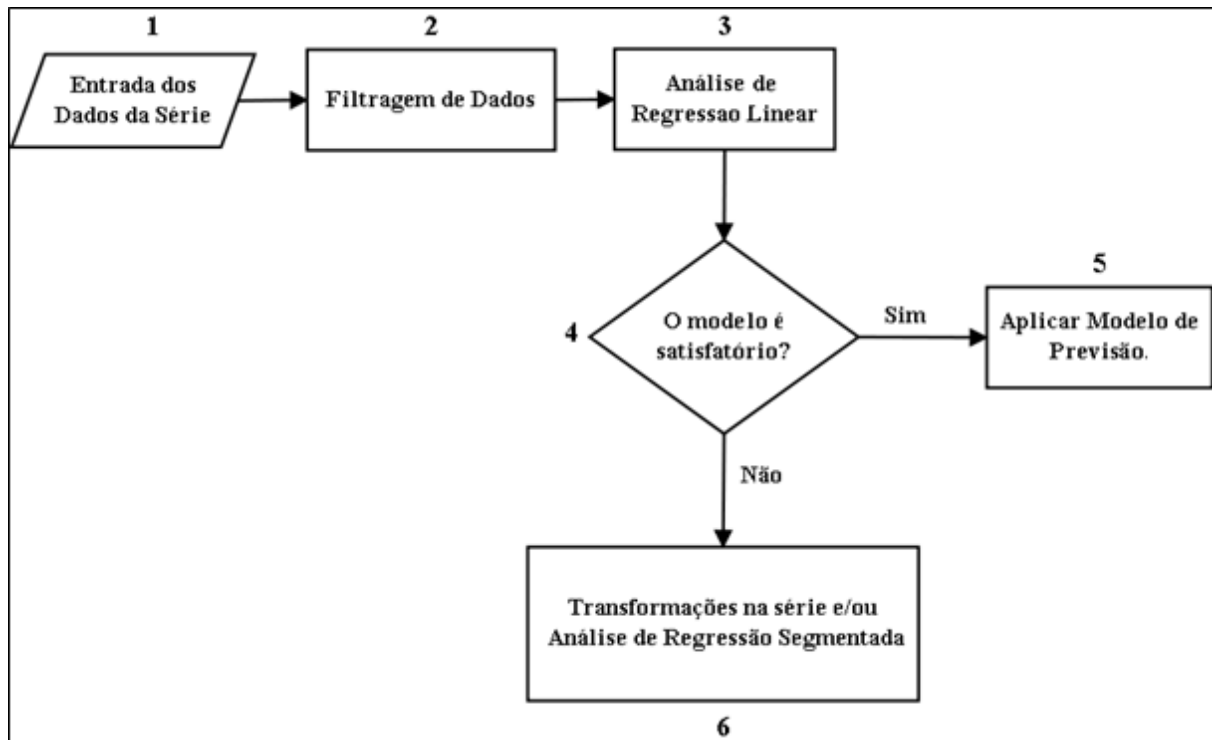 1
Entrada dos
Dados da Série
2
Filtragem de Dados
3
Análise de
Regressao Linear
4
O modelo é
satisfatório?
Sim
5
Aplicar Modelo de
Previsão.
Não
Transformações na série e/ou
Análise de Regressão Segmentada
6